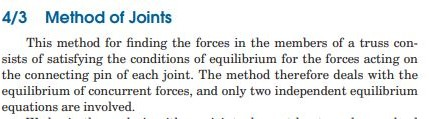 4/3 Method of Joints
This method for finding the forces in the members of a truss con-
sists of satisfying the conditions of equilibrium for the forces acting on
the connecting pin of each joint. The method therefore deals with the
equilibrium of concurrent forces, and only two independent equilibrium
equations are involved.